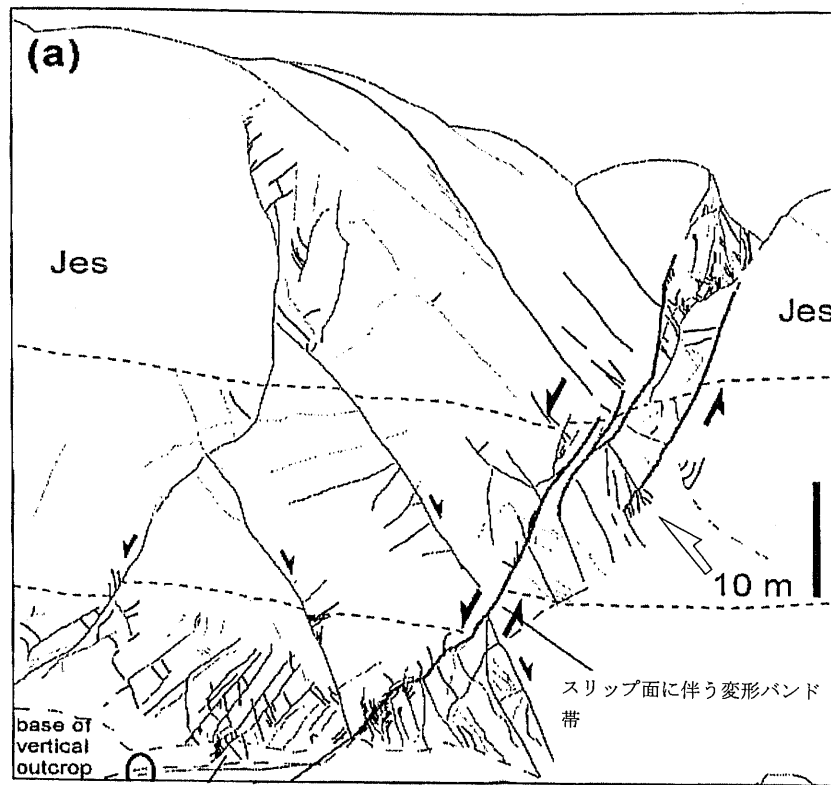 (a)
Jes
Jes
10 m
スリップ面に伴う変形バンド
帯
base of
vertical
outcrop